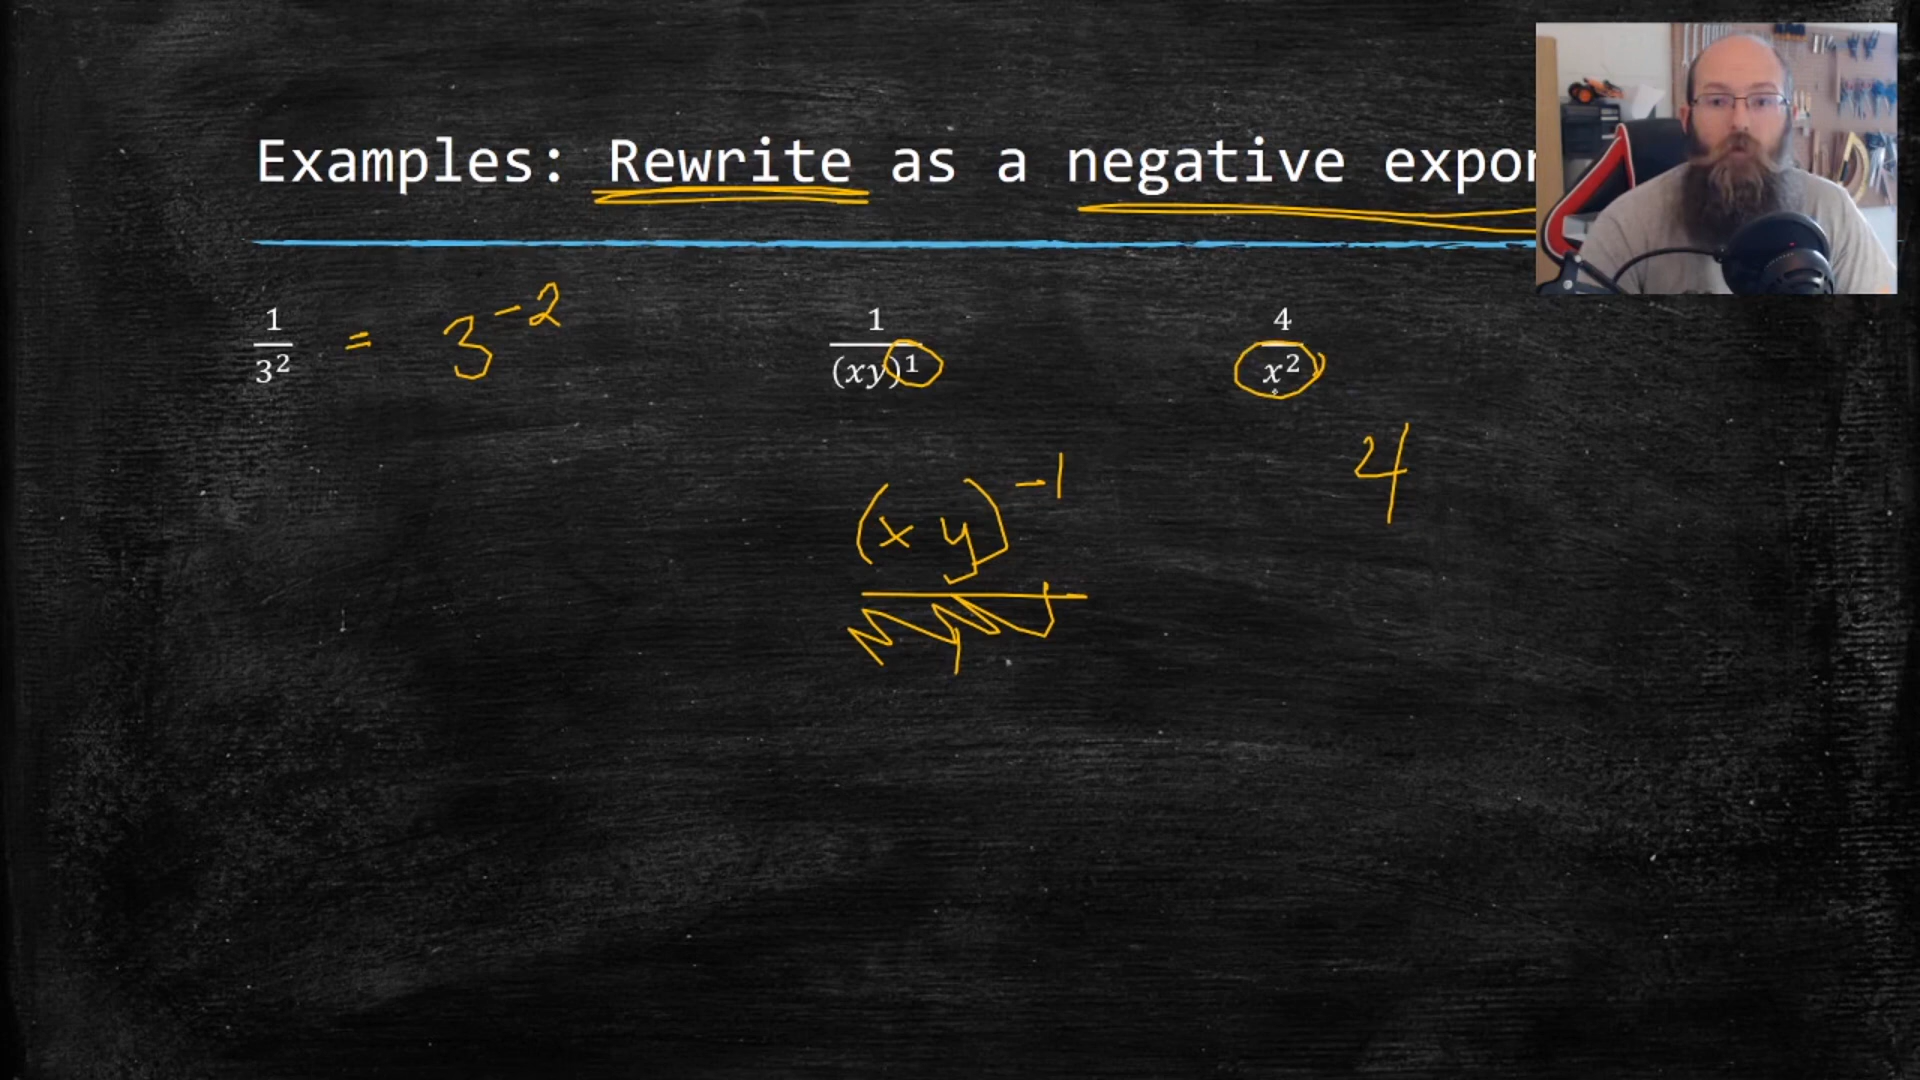 Examples: Rewrite as a negative expon
1/3² = 3⁻²
1/(xy)¹
4/x²
(xy)⁻¹
4